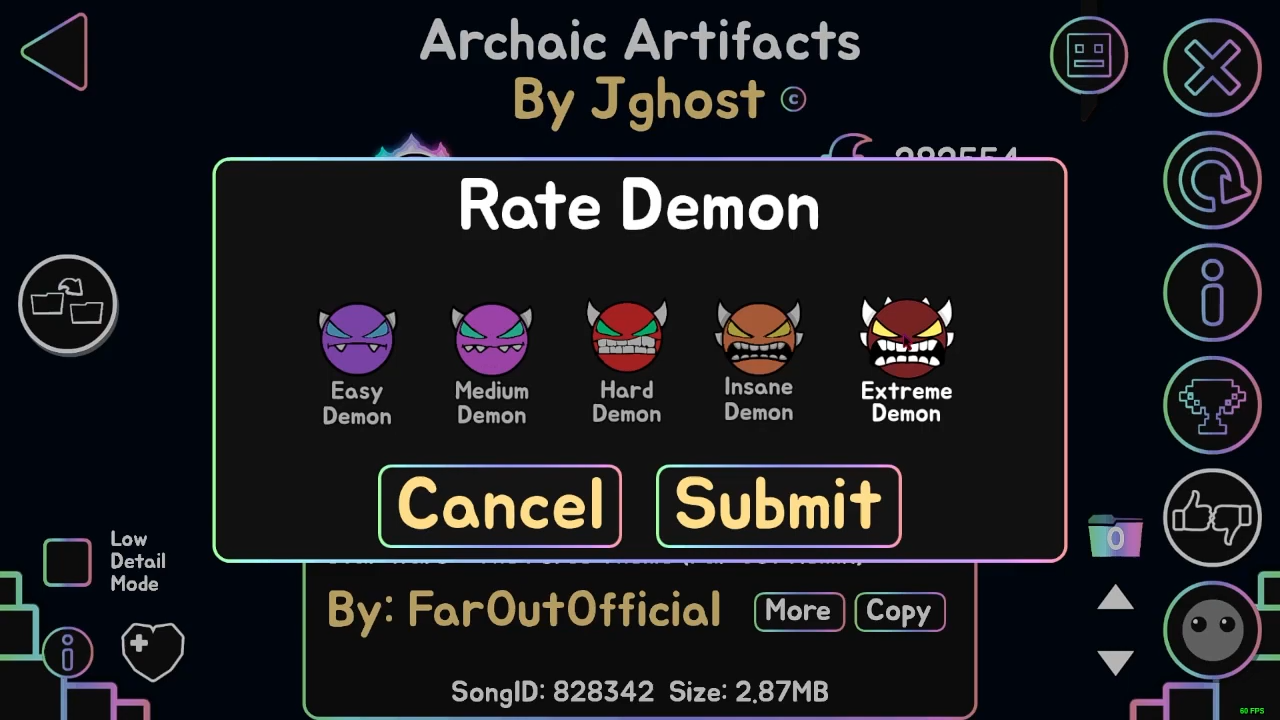 Archaic Artifacts
By Jghost
Rate Demon
Easy Demon
Medium Demon
Hard Demon
Insane Demon
Extreme Demon
Cancel
Submit
Low
Detail
Mode
0
By: FarOutOfficial
More
Copy
SongID: 828342 Size: 2.87MB
60 FPS